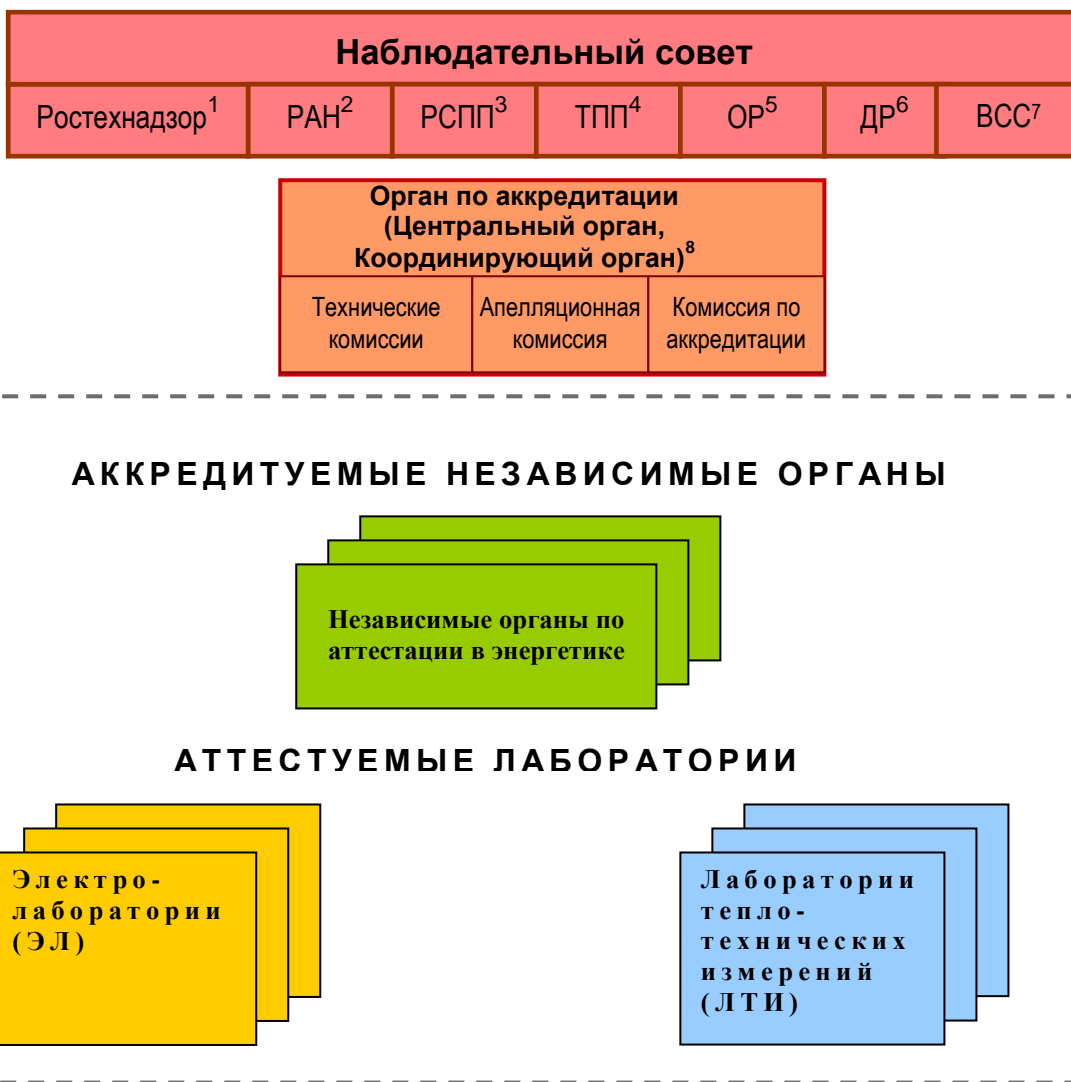 Наблюдательный совет
Ростехнадзор1 РАН2 РСПП3 ТПП4 ОР5 ДР6 ВСС7
Орган по аккредитации
(Центральный орган,
Координирующий орган)8
Технические
комиссии
Апелляционная
комиссия
Комиссия по
аккредитации
АККРЕДИТУЕМЫЕ НЕЗАВИСИМЫЕ ОРГАНЫ
Независимые органы по
аттестации в энергетике
АТТЕСТУЕМЫЕ ЛАБОРАТОРИИ
Электро-
лаборатории
(ЭЛ)
Лаборатории
тепло-
технических
измерений
(ЛТИ)